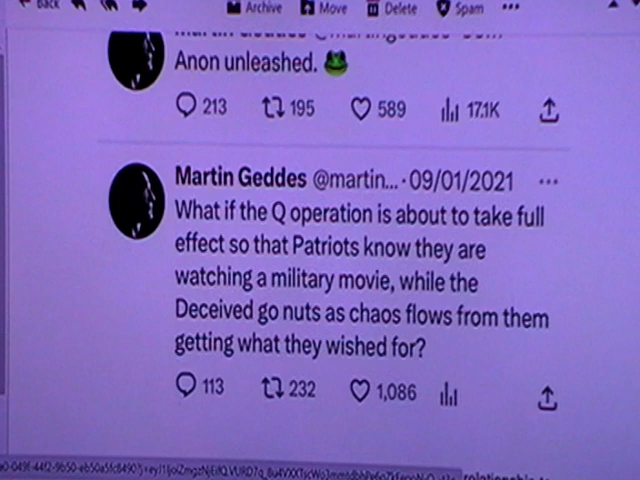 Back Archive Move Delete Spam •••
Anon unleashed. 🐸
213 195 589 17.1K
Martin Geddes @martin... · 09/01/2021 •••
What if the Q operation is about to take full
effect so that Patriots know they are
watching a military movie, while the
Deceived go nuts as chaos flows from them
getting what they wished for?
113 232 1,086